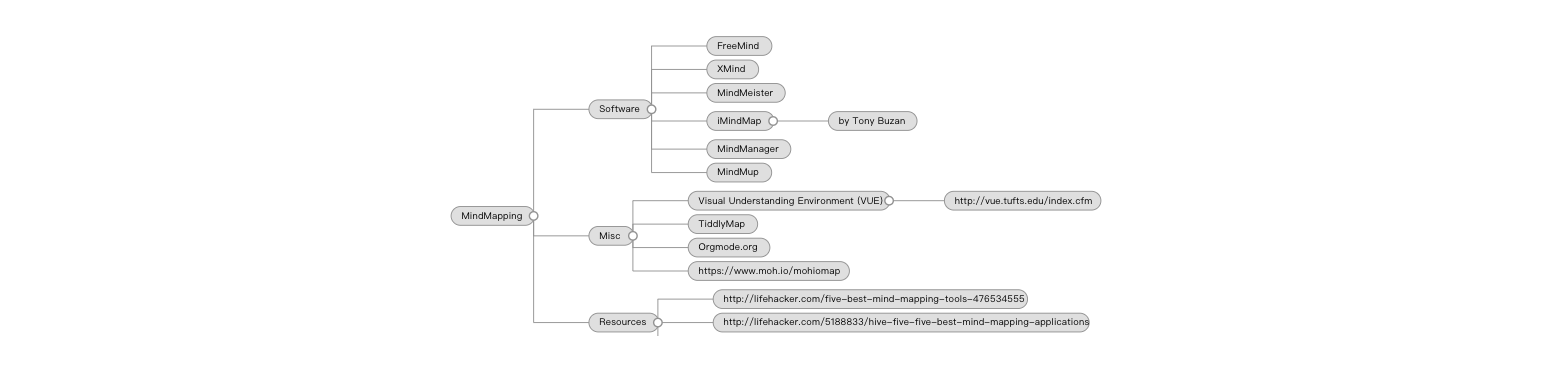 FreeMind
XMind
MindMeister
Software
iMindMap
by Tony Buzan
MindManager
MindMup
Visual Understanding Environment (VUE)
http://vue.tufts.edu/index.cfm
MindMapping
TiddlyMap
Misc
Orgmode.org
https://www.moh.io/mohiomap
http://lifehacker.com/five-best-mind-mapping-tools-476534555
Resources
http://lifehacker.com/5188833/hive-five-five-best-mind-mapping-applications